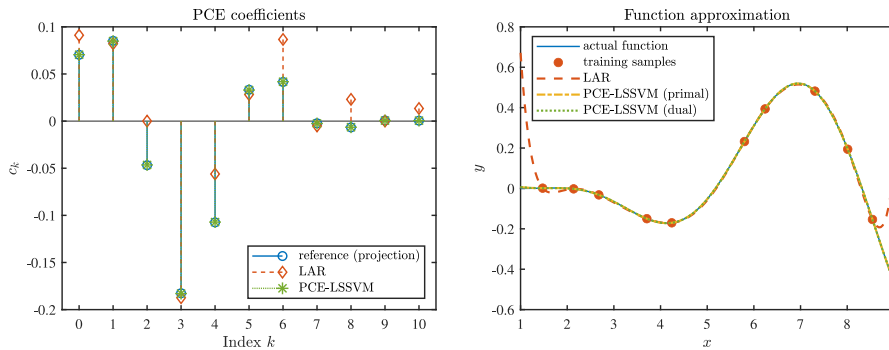 PCE coefficients
0.1
0.05
0
-0.05
-0.1
-0.15
-0.2
c_k
reference (projection)
LAR
PCE-LSSVM
0 1 2 3 4 5 6 7 8 9 10
Index k
Function approximation
0.6
0.4
0.2
0
-0.2
-0.4
-0.6
y
actual function
training samples
LAR
PCE-LSSVM (primal)
PCE-LSSVM (dual)
1 2 3 4 5 6 7 8
x